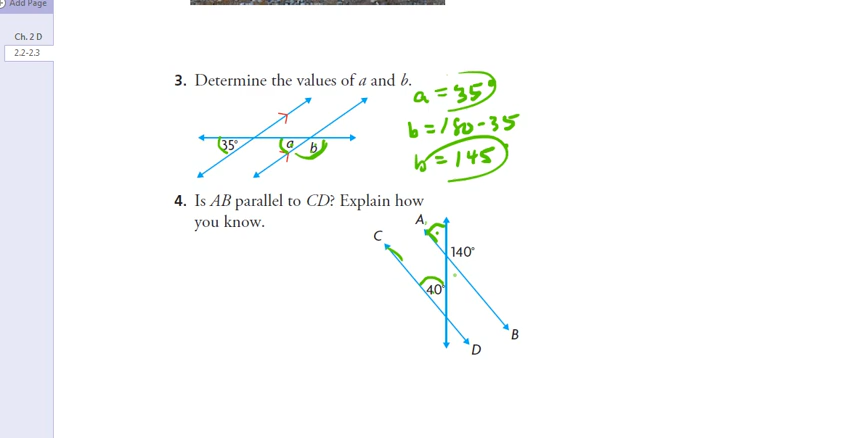 Add Page
Ch. 2 D
2.2-2.3
3. Determine the values of a and b.
a = 35°
b = 180-35
b = 145°
35°
a
b
4. Is AB parallel to CD? Explain how
you know.
A
C
140°
40°
B
D